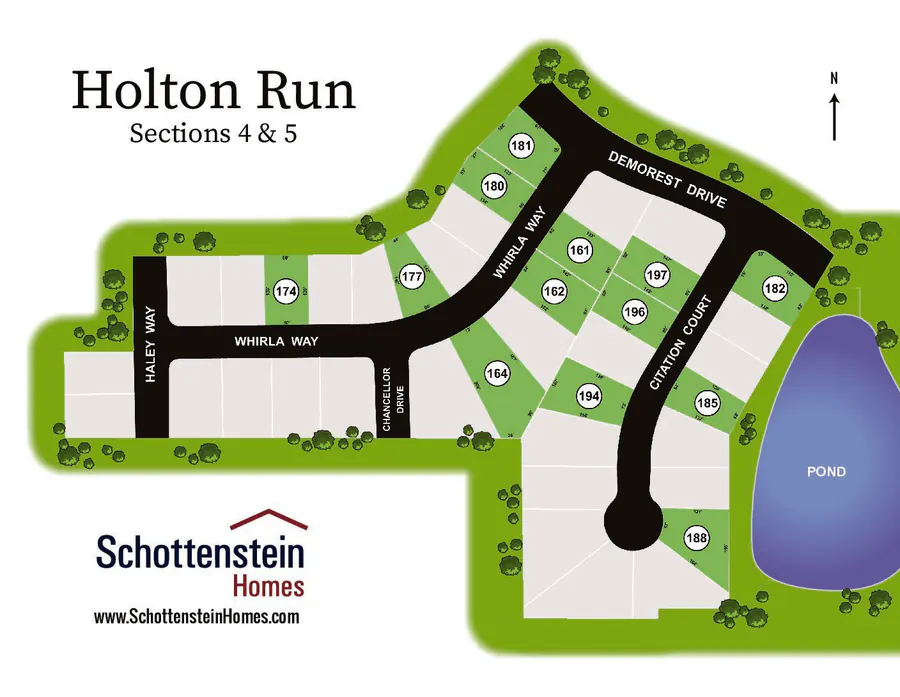 Holton Run
Sections 4 & 5
N
DEMOREST DRIVE
181
180
WHIRLA WAY
161
162
197
196
182
177
174
HALEY WAY
WHIRLA WAY
CHANCELLOR
DRIVE
164
CITATION COURT
194
185
POND
188
Schottenstein
Homes
www.SchottensteinHomes.com